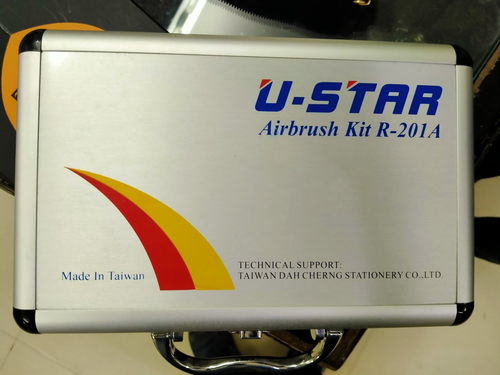 U-STAR
Airbrush Kit R-201A
TECHNICAL SUPPORT:
Made In Taiwan
TAIWAN DAH CHERNG STATIONERY CO.,LTD.